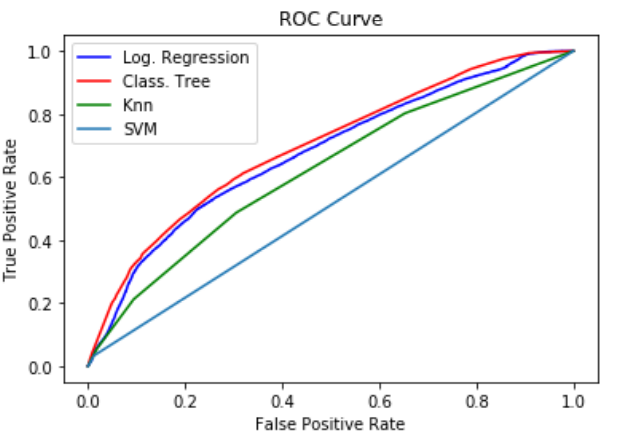 ROC Curve
1.0
0.8
0.6
0.4
0.2
0.0
True Positive Rate
Log. Regression
Class. Tree
Knn
SVM
0.0 0.2 0.4 0.6 0.8 1.0
False Positive Rate